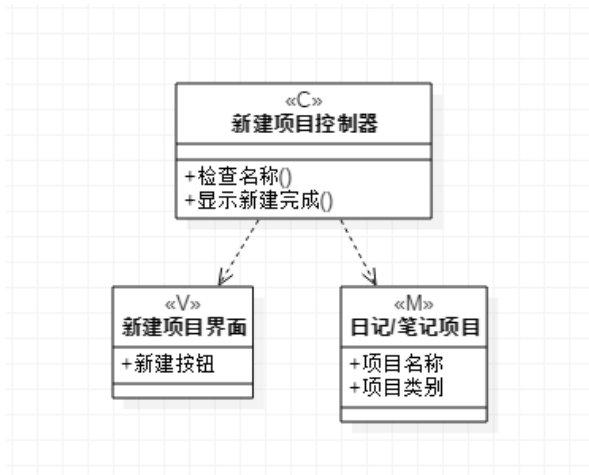 «C»
新建项目控制器
+检查名称()
+显示新建完成()
«V»
新建项目界面
+新建按钮
«M»
日记/笔记项目
+项目名称
+项目类别